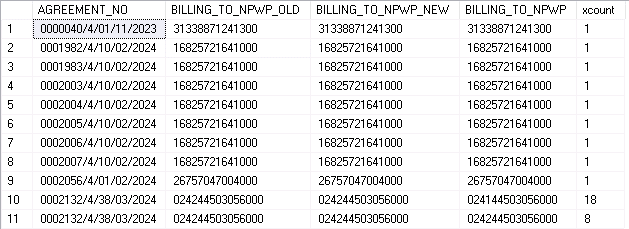 AGREEMENT_NO BILLING_TO_NPWP_OLD BILLING_TO_NPWP_NEW BILLING_TO_NPWP xcount
1 0000040/4/01/11/2023 31338871241300 31338871241300 31338871241300 1
2 0001982/4/10/02/2024 16825721641000 16825721641000 16825721641000 1
3 0001983/4/10/02/2024 16825721641000 16825721641000 16825721641000 1
4 0002003/4/10/02/2024 16825721641000 16825721641000 16825721641000 1
5 0002004/4/10/02/2024 16825721641000 16825721641000 16825721641000 1
6 0002005/4/10/02/2024 16825721641000 16825721641000 16825721641000 1
7 0002006/4/10/02/2024 16825721641000 16825721641000 16825721641000 1
8 0002007/4/10/02/2024 16825721641000 16825721641000 16825721641000 1
9 0002056/4/01/02/2024 26757047004000 26757047004000 26757047004000 1
10 0002132/4/38/03/2024 024244503056000 024244503056000 024144503056000 18
11 0002132/4/38/03/2024 024244503056000 024244503056000 024244503056000 8